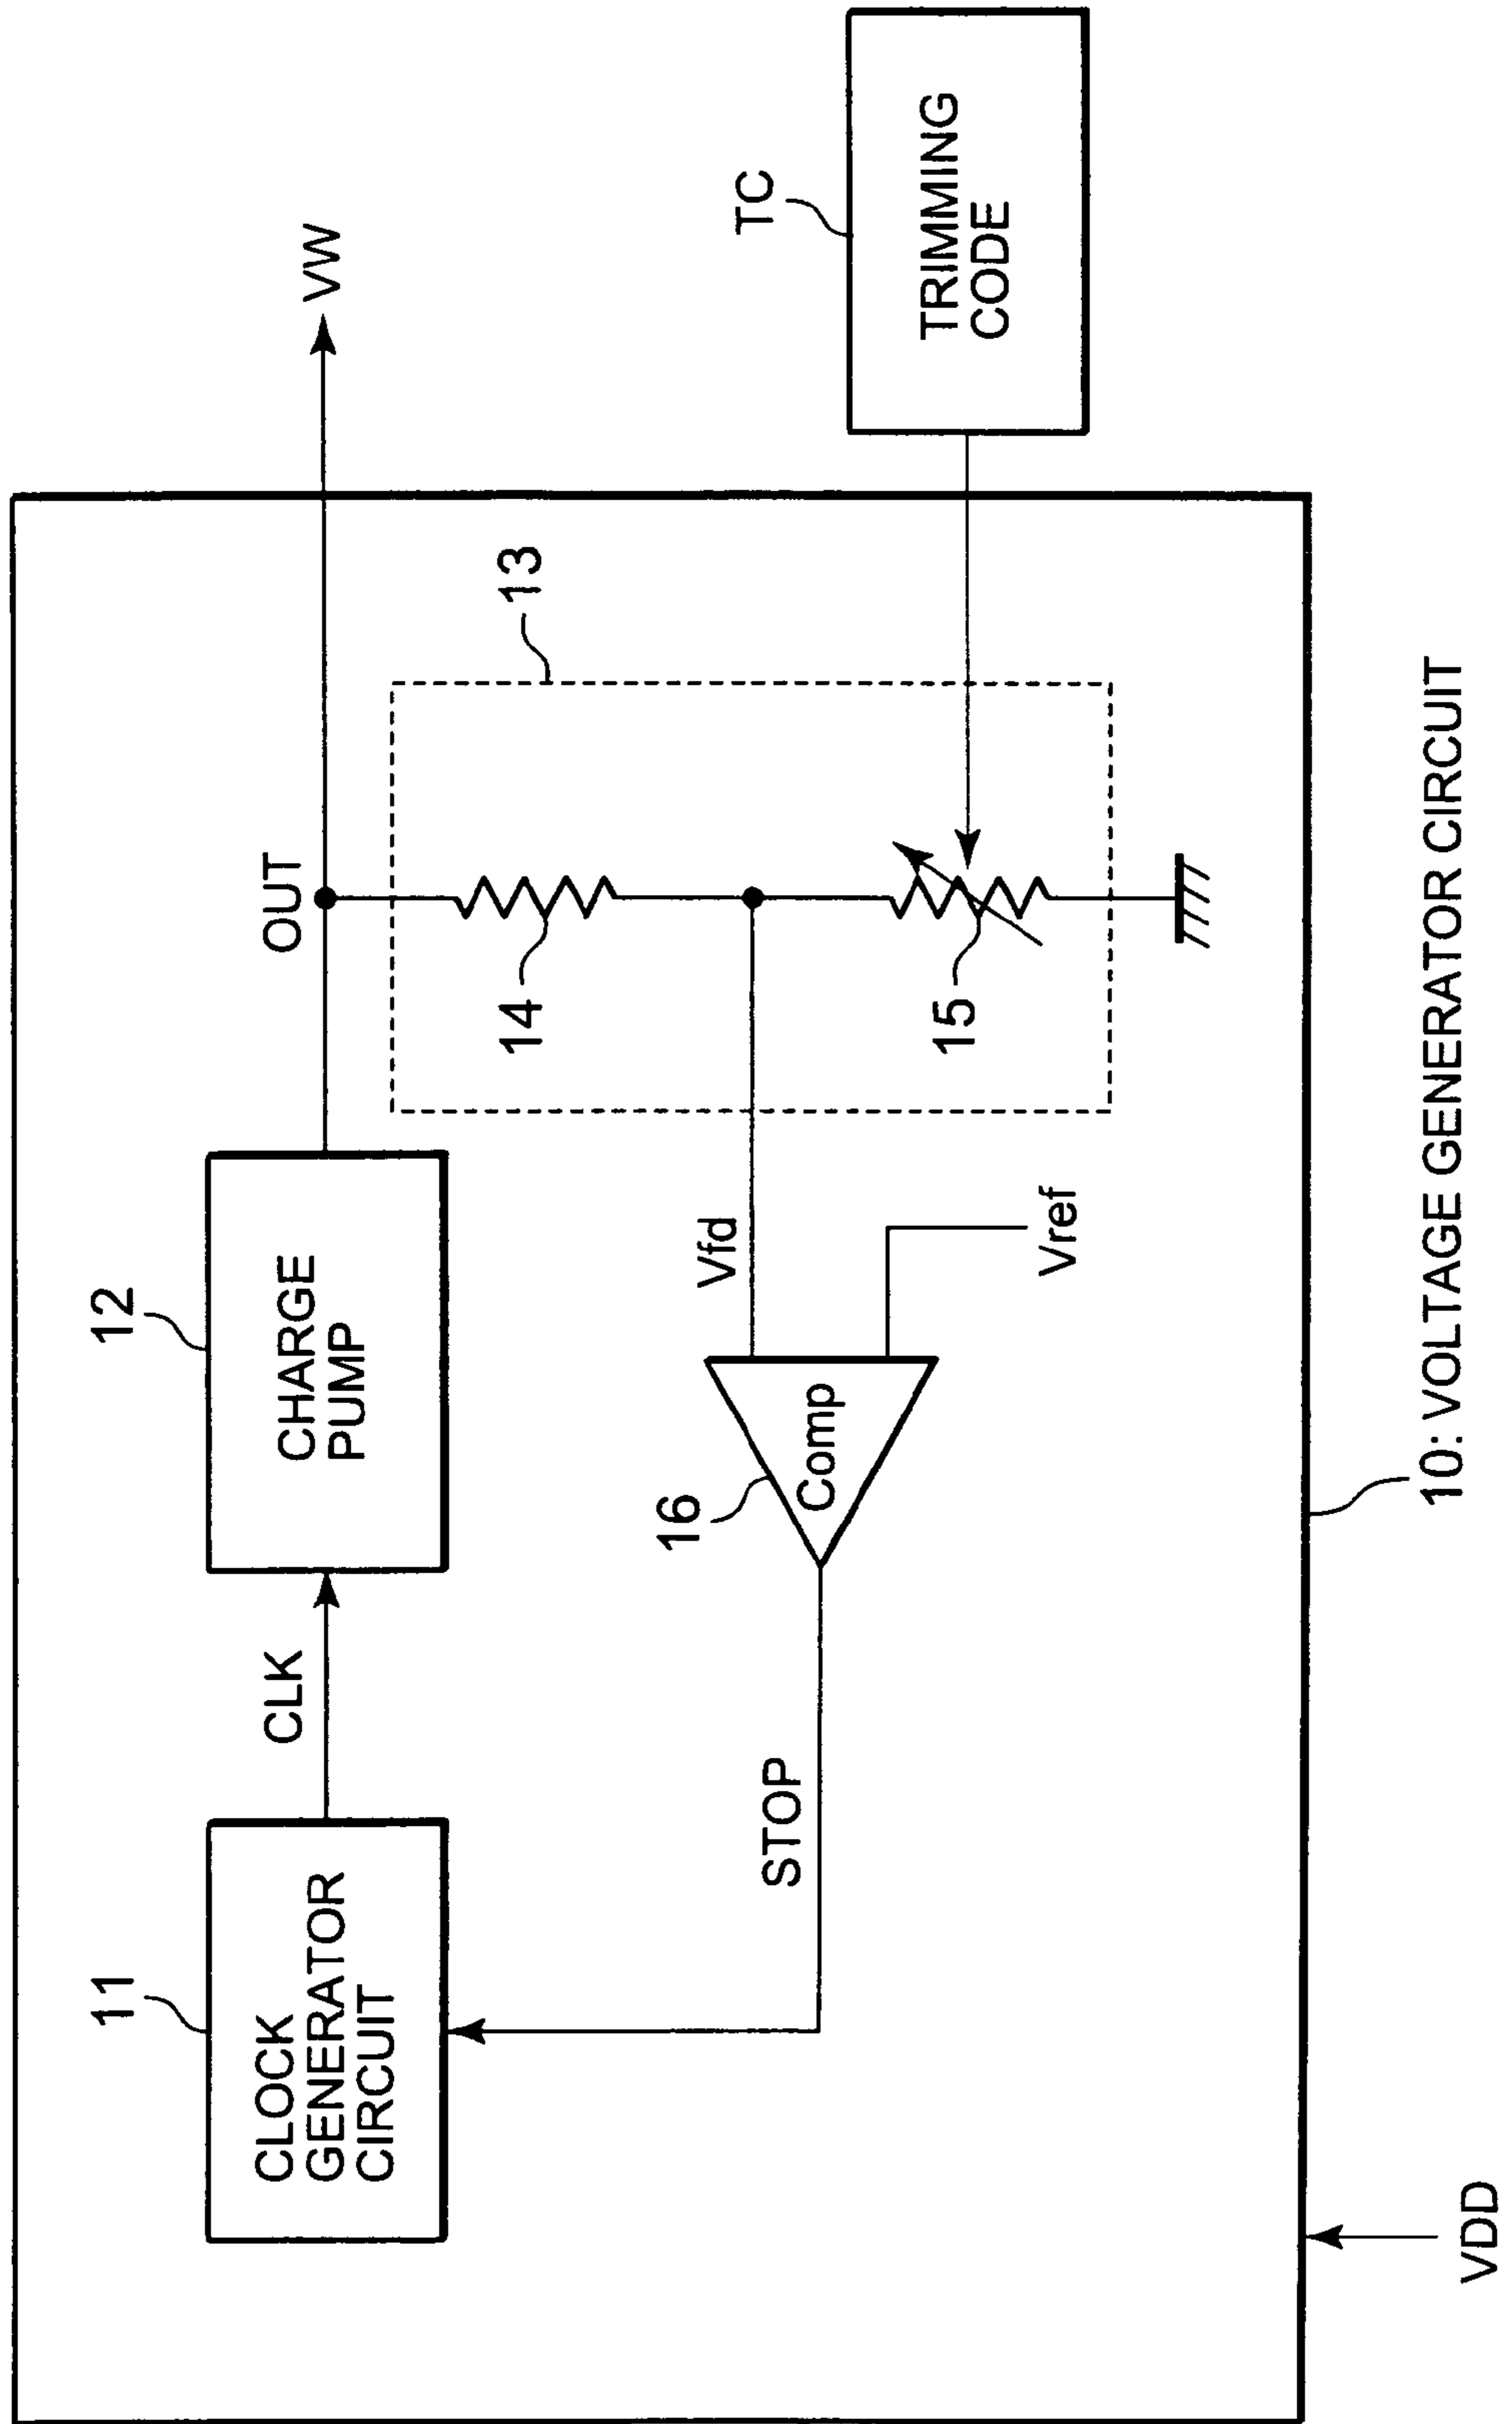 11
CLOCK
GENERATOR
CIRCUIT
CLK
12
CHARGE
PUMP
OUT
VW
13
14
15
TC
TRIMMING
CODE
Vfd
Vref
16
Comp
STOP
VDD
10: VOLTAGE GENERATOR CIRCUIT